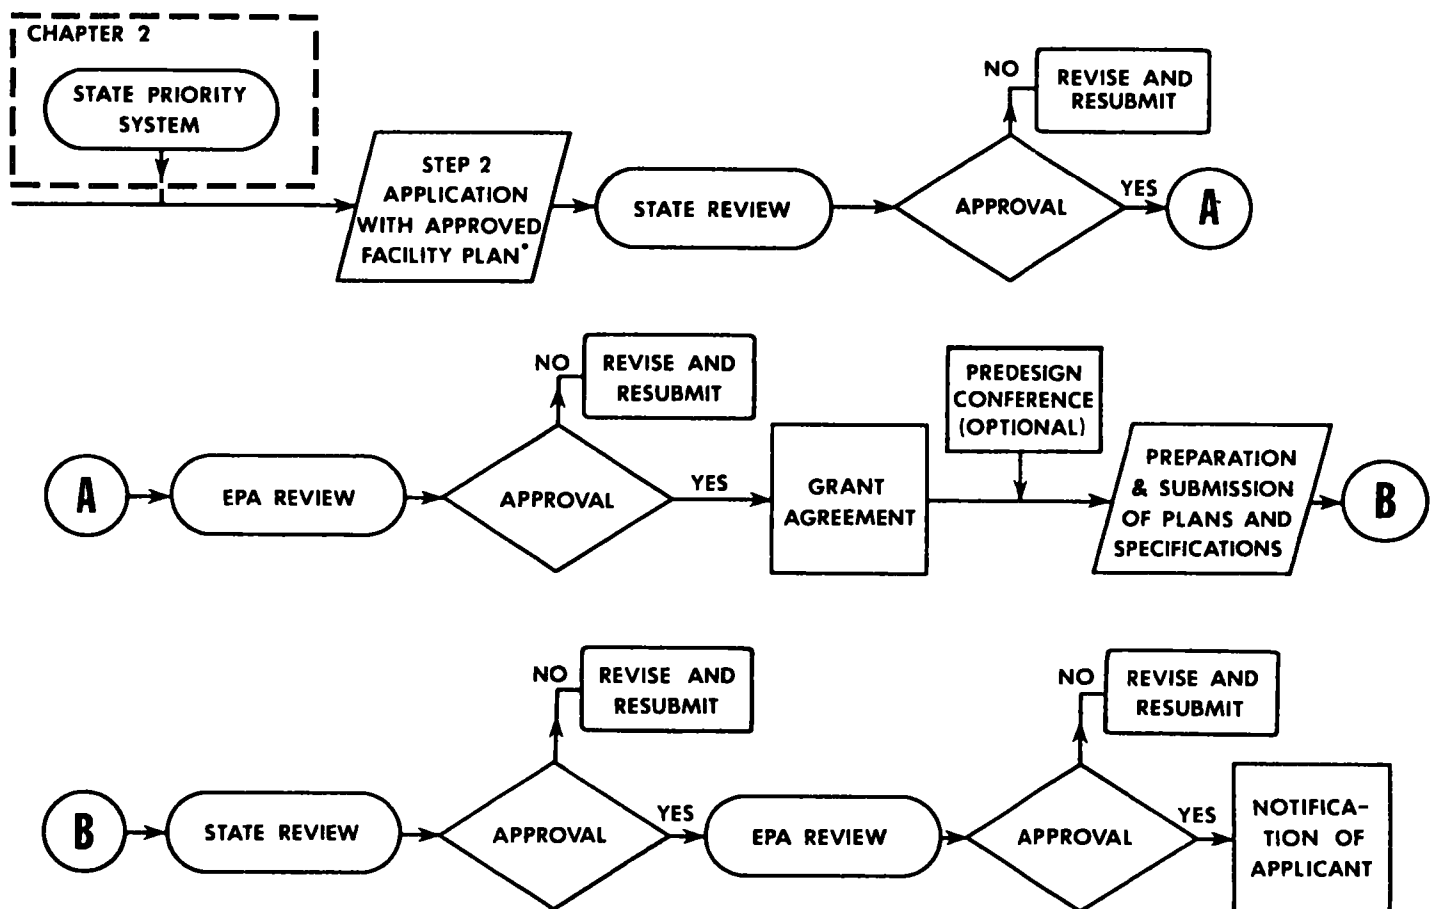 CHAPTER 2
STATE PRIORITY
SYSTEM
STEP 2
APPLICATION
WITH APPROVED
FACILITY PLAN*
STATE REVIEW
APPROVAL
NO
REVISE AND
RESUBMIT
YES
A
A
EPA REVIEW
APPROVAL
NO
REVISE AND
RESUBMIT
YES
GRANT
AGREEMENT
PREDESIGN
CONFERENCE
(OPTIONAL)
PREPARATION
& SUBMISSION
OF PLANS AND
SPECIFICATIONS
B
B
STATE REVIEW
APPROVAL
NO
REVISE AND
RESUBMIT
YES
EPA REVIEW
APPROVAL
NO
REVISE AND
RESUBMIT
YES
NOTIFICA-
TION OF
APPLICANT